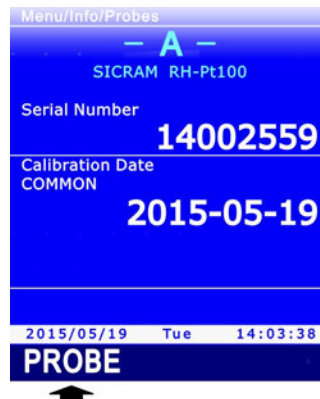 Menu/Info/Probes
– A –
SICRAM RH-Pt100
Serial Number
14002559
Calibration Date
COMMON
2015-05-19
2015/05/19 Tue 14:03:38
PROBE